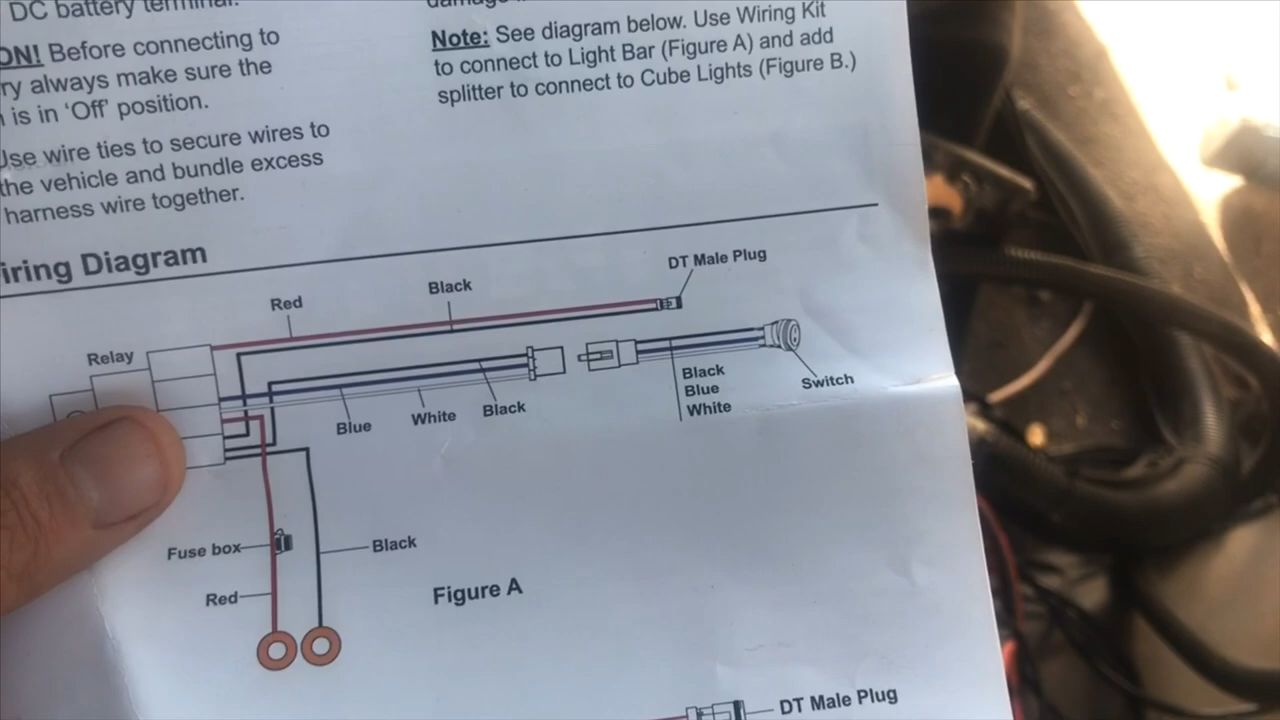 DC battery terminal.
ON! Before connecting to
ry always make sure the
is in 'Off' position.
Use wire ties to secure wires to
the vehicle and bundle excess
harness wire together.
Note: See diagram below. Use Wiring Kit
to connect to Light Bar (Figure A) and add
splitter to connect to Cube Lights (Figure B.)
iring Diagram
DT Male Plug
Black
Red
Relay
Black
Blue
White
Switch
Blue
White
Black
Fuse box
Black
Red
Figure A
DT Male Plug